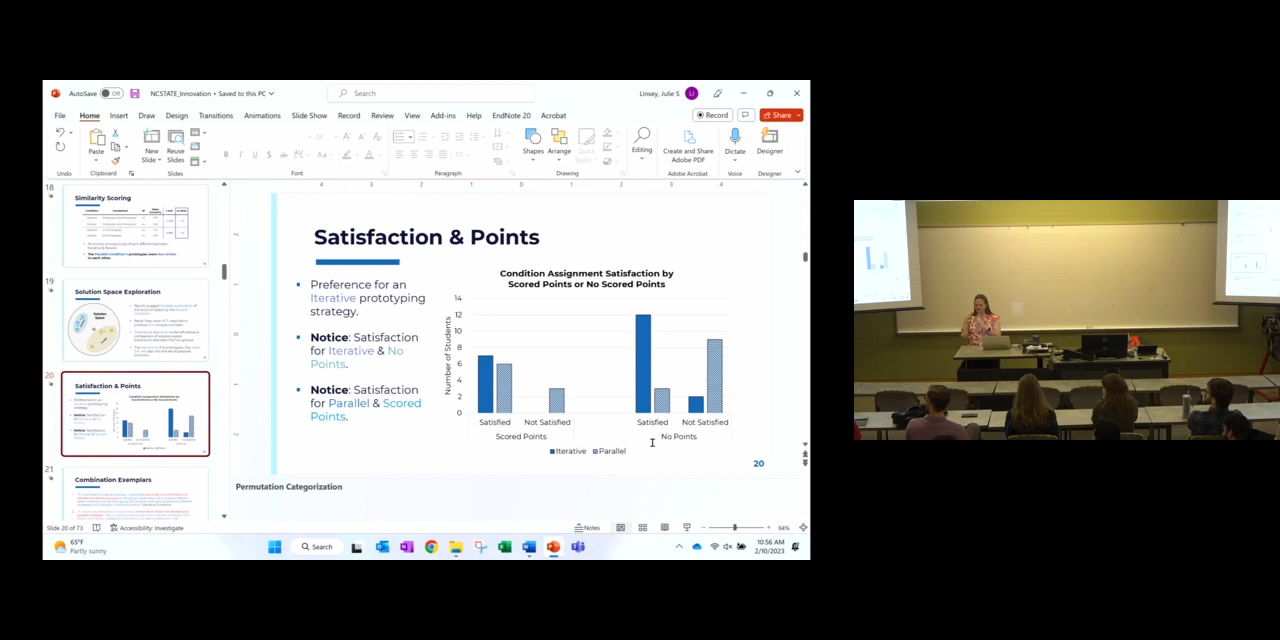 AutoSave Off NCSTATE_Innovation • Saved to this PC Search Linsey, Julie S LI
File Home Insert Draw Design Transitions Animations Slide Show Record Review View Add-ins Help EndNote 20 Acrobat Record Share
Paste New Slide Reuse Slides Shapes Arrange Quick Styles Editing Create and Share Adobe PDF Dictate Designer
Undo Clipboard Slides Font Paragraph Drawing Adobe Acrobat Voice Designer
18
Similarity Scoring
19
Solution Space Exploration
20
Satisfaction & Points
21
Combination Exemplars
Satisfaction & Points
Preference for an
Iterative prototyping
strategy.
Notice: Satisfaction
for Iterative & No
Points.
Notice: Satisfaction
for Parallel & Scored
Points.
Condition Assignment Satisfaction by
Scored Points or No Scored Points
Number of Students
14
12
10
8
6
4
2
0
Satisfied Not Satisfied Satisfied Not Satisfied
Scored Points No Points
Iterative Parallel
20
Permutation Categorization
Slide 20 of 73 Accessibility: Investigate Notes 94%
65°F
Partly sunny
Search
10:56 AM
2/10/2023